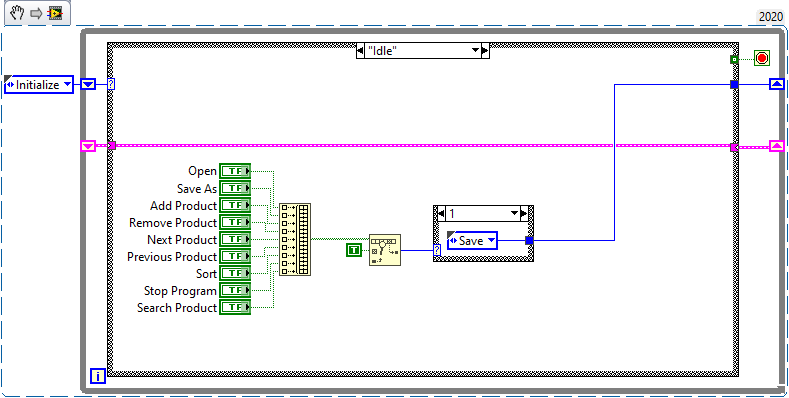 2020
"Idle"
Initialize
Open
TF
Save As
TF
Add Product
TF
Remove Product
TF
Next Product
TF
Previous Product
TF
Sort
TF
Stop Program
TF
Search Product
TF
1
Save
T
?
?
i